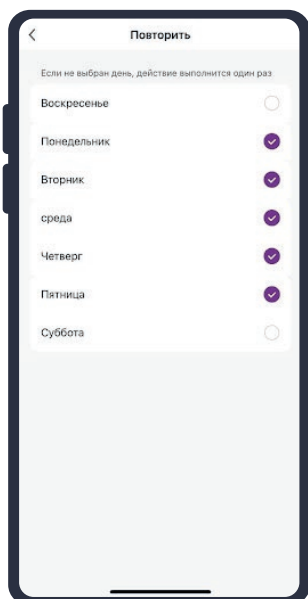 Повторить
Если не выбран день, действие выполнится один раз
Воскресенье
Понедельник
Вторник
среда
Четверг
Пятница
Суббота